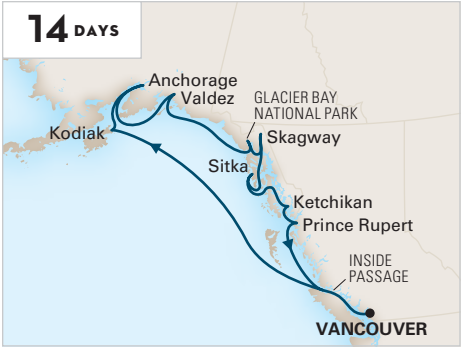 14 DAYS
Anchorage
Valdez
GLACIER BAY
NATIONAL PARK
Kodiak
Skagway
Sitka
Ketchikan
Prince Rupert
INSIDE
PASSAGE
VANCOUVER